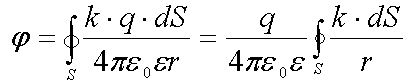 φ = ∮_S (k · q · dS)/(4πε₀εr) = q/(4πε₀ε) ∮_S (k · dS)/r